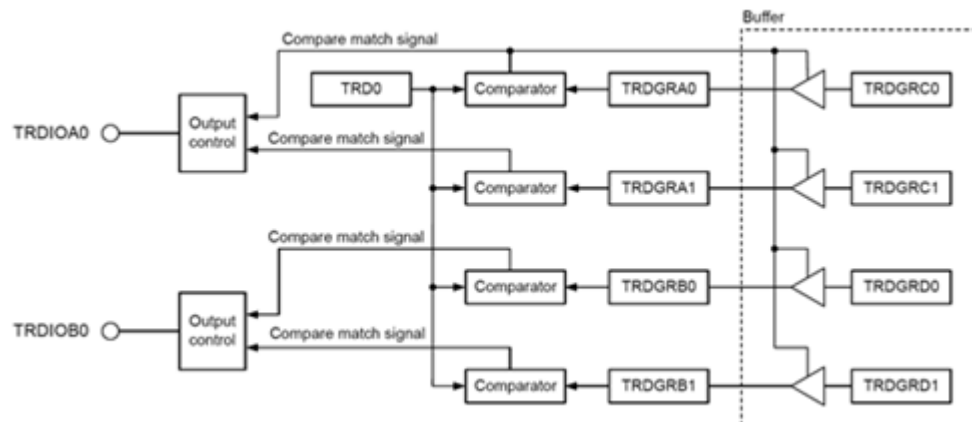 Buffer
Compare match signal
TRD0
Comparator
TRDGRA0
TRDGRC0
TRDIOA0
Output
control
Compare match signal
Comparator
TRDGRA1
TRDGRC1
Compare match signal
Comparator
TRDGRB0
TRDGRD0
TRDIOB0
Output
control
Compare match signal
Comparator
TRDGRB1
TRDGRD1